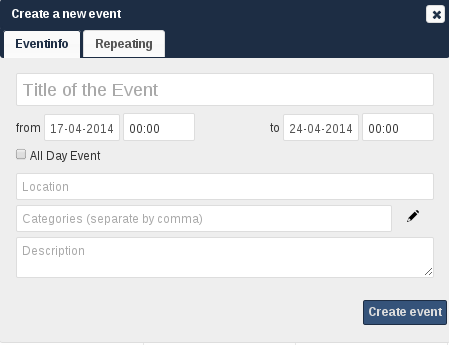 Create a new event
Eventinfo Repeating
Title of the Event
from 17-04-2014 00:00 to 24-04-2014 00:00
All Day Event
Location
Categories (separate by comma)
Description
Create event